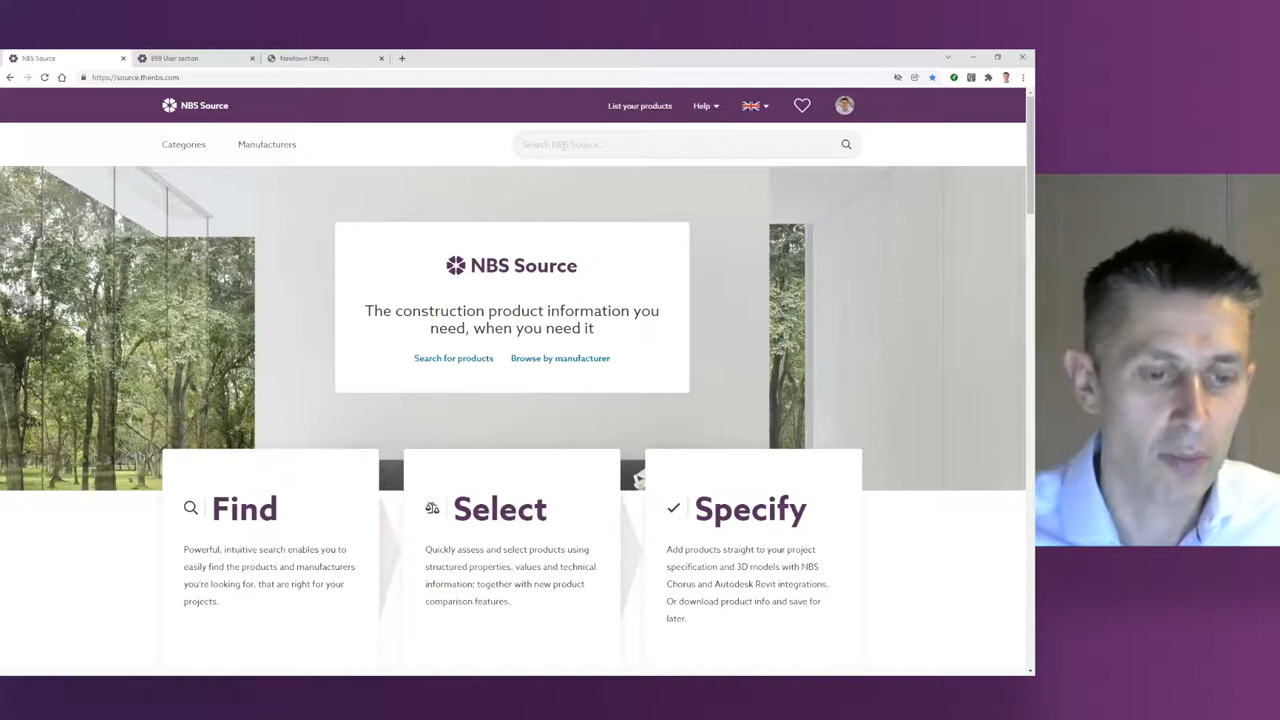 NBS Source
B99 User section
Newtown Offices
https://source.thenbs.com
NBS Source
List your products
Help
Categories
Manufacturers
Search NBS Source...
NBS Source
The construction product information you
need, when you need it
Search for products
Browse by manufacturer
Find
Powerful, intuitive search enables you to
easily find the products and manufacturers
you're looking for, that are right for your
projects.
Select
Quickly assess and select products using
structured properties, values and technical
information; together with new product
comparison features.
Specify
Add products straight to your project
specification and 3D models with NBS
Chorus and Autodesk Revit integrations.
Or download product info and save for
later.